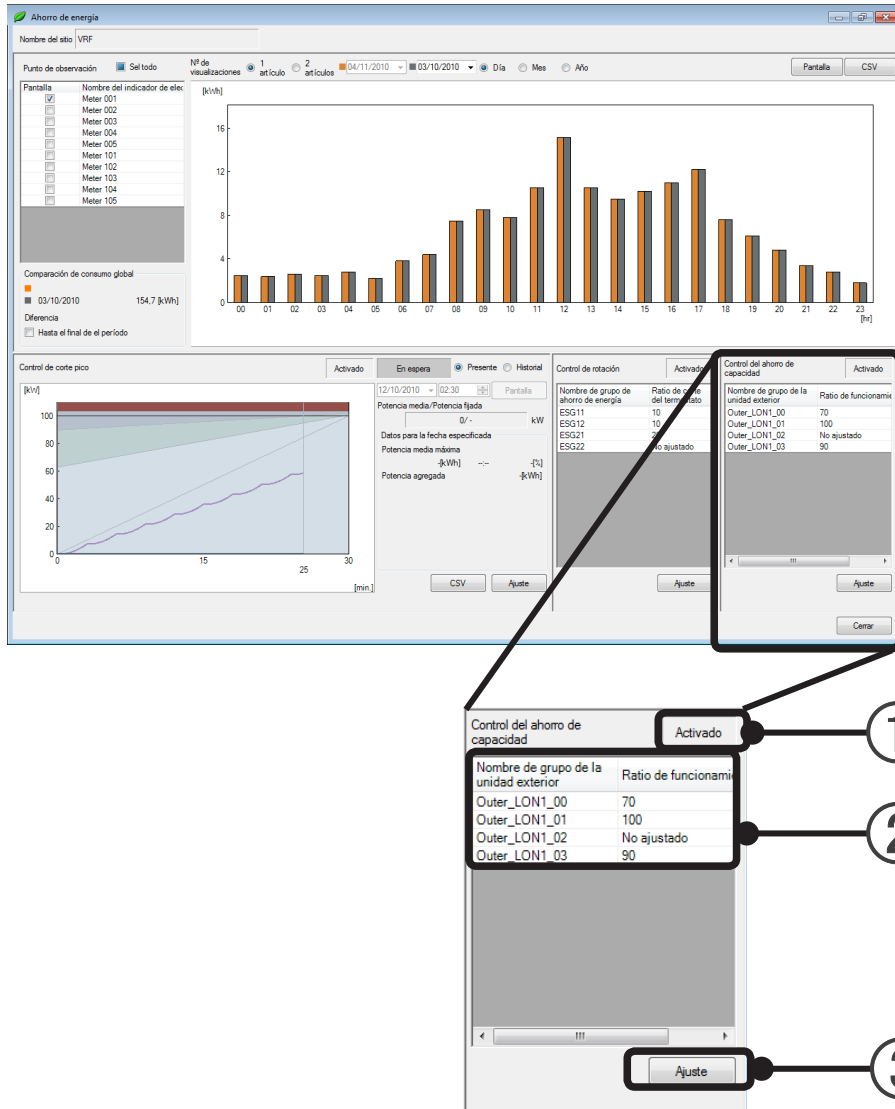 Ahorro de energía
Nombre del sitio VRF
Punto de observación Sel todo
Nº de visualizaciones 1 artículo 2 artículos 04/11/2010 03/10/2010 Día Mes Año
Pantalla CSV
Pantalla Nombre del indicador de elec
Meter 001
Meter 002
Meter 003
Meter 004
Meter 005
Meter 101
Meter 102
Meter 103
Meter 104
Meter 105
Comparación de consumo global
03/10/2010 154,7 [kWh]
Diferencia
Hasta el final de el período
[kWh]
16
12
8
4
0
00 01 02 03 04 05 06 07 08 09 10 11 12 13 14 15 16 17 18 19 20 21 22 23
[hr]
Control de corte pico Activado En espera Presente Historial
[kW]
100
80
60
40
20
0
0 15 25 30
[min.]
12/10/2010 02:30 Pantalla
Potencia media/Potencia fijada
0/ - kW
Datos para la fecha especificada
Potencia media máxima
-[kWh] --:-- -[%]
Potencia agregada -[kWh]
CSV Ajuste
Control de rotación Activado
Nombre de grupo de ahorro de energía
ESG11 10
ESG12 10
ESG21
ESG22 No ajustado
Ajuste
Control del ahorro de capacidad Activado
Nombre de grupo de la unidad exterior Ratio de funcionamie
Outer_LON1_00 70
Outer_LON1_01 100
Outer_LON1_02 No ajustado
Outer_LON1_03 90
Ajuste
Cerrar
Control del ahorro de
capacidad
Activado
1
Nombre de grupo de la
unidad exterior
Ratio de funcionami
Outer_LON1_00 70
Outer_LON1_01 100
Outer_LON1_02 No ajustado
Outer_LON1_03 90
2
Ajuste
3